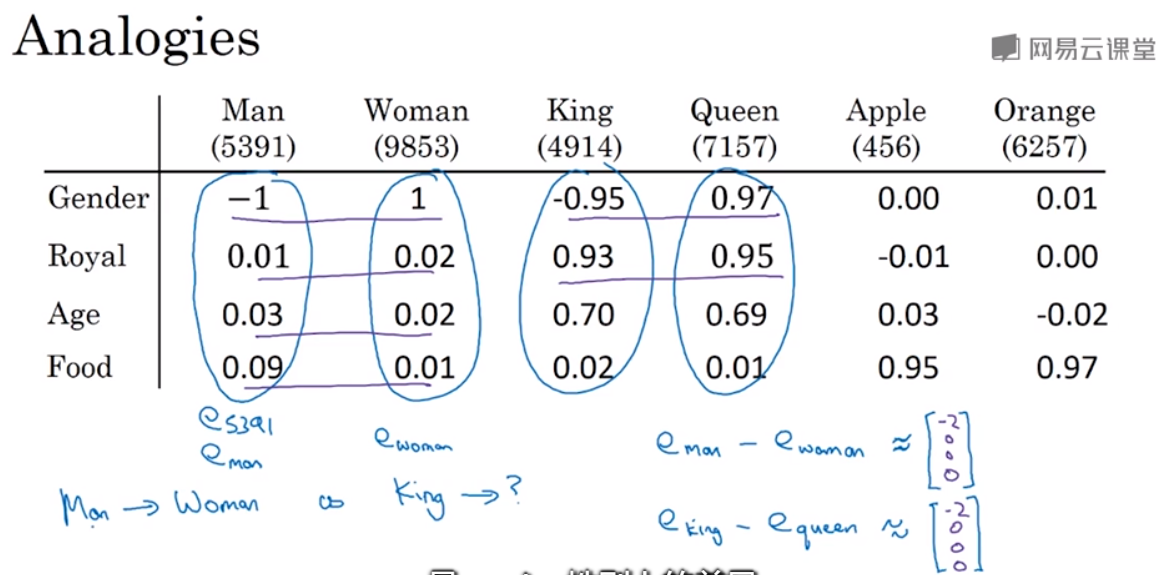 Analogies
网易云课堂
Man Woman King Queen Apple Orange
(5391) (9853) (4914) (7157) (456) (6257)
Gender −1 1 -0.95 0.97 0.00 0.01
Royal 0.01 0.02 0.93 0.95 -0.01 0.00
Age 0.03 0.02 0.70 0.69 0.03 -0.02
Food 0.09 0.01 0.02 0.01 0.95 0.97
e5391
eman
ewoman
Man → Woman as King → ?
eman − ewoman ≈ [-2 0 0 0]
eking − equeen ≈ [-2 0 0 0]